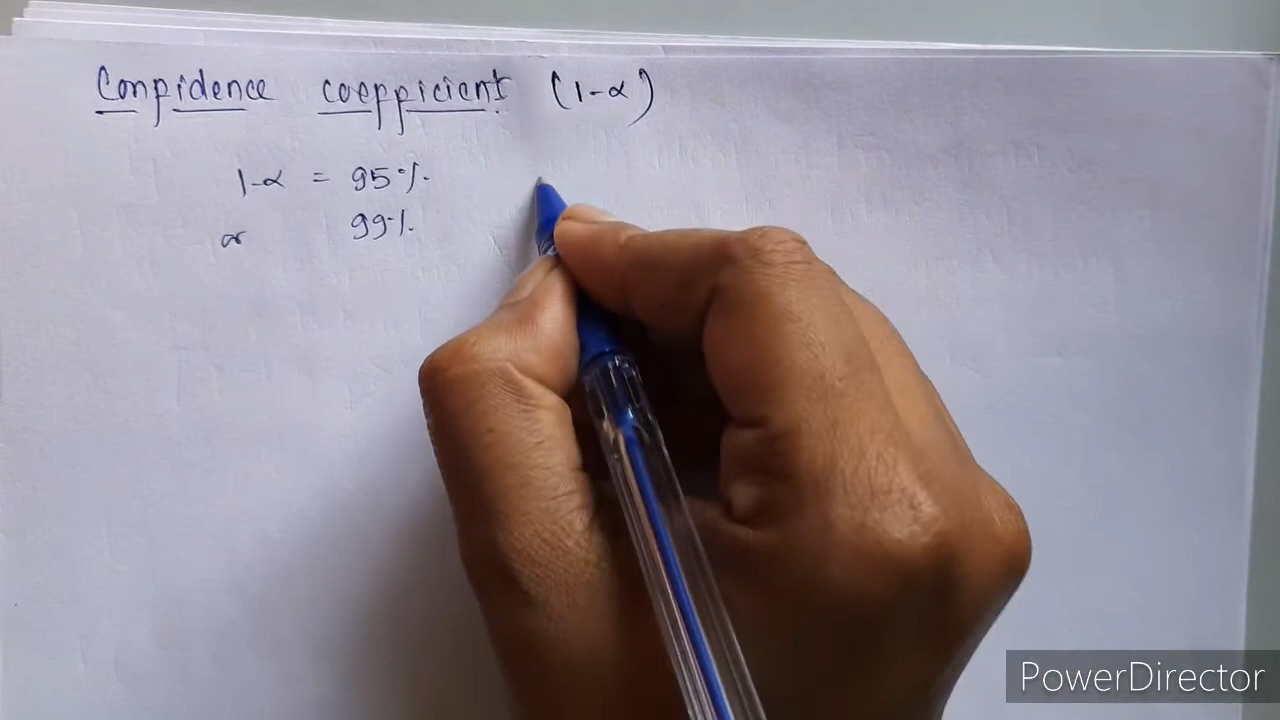 Confidence coefficient (1-α)
1-α = 95%
or 99%
PowerDirector